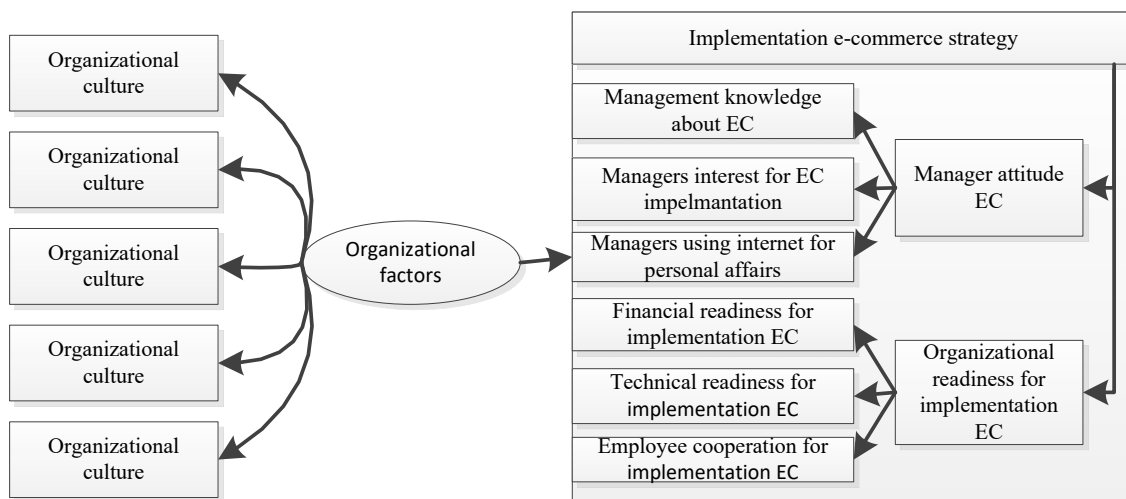 Organizational
culture
Organizational
culture
Organizational
culture
Organizational
culture
Organizational
culture
Organizational
factors
Implementation e-commerce strategy
Management knowledge
about EC
Managers interest for EC
impelmantation
Managers using internet for
personal affairs
Manager attitude
EC
Financial readiness for
implementation EC
Technical readiness for
implementation EC
Employee cooperation for
implementation EC
Organizational
readiness for
implementation
EC